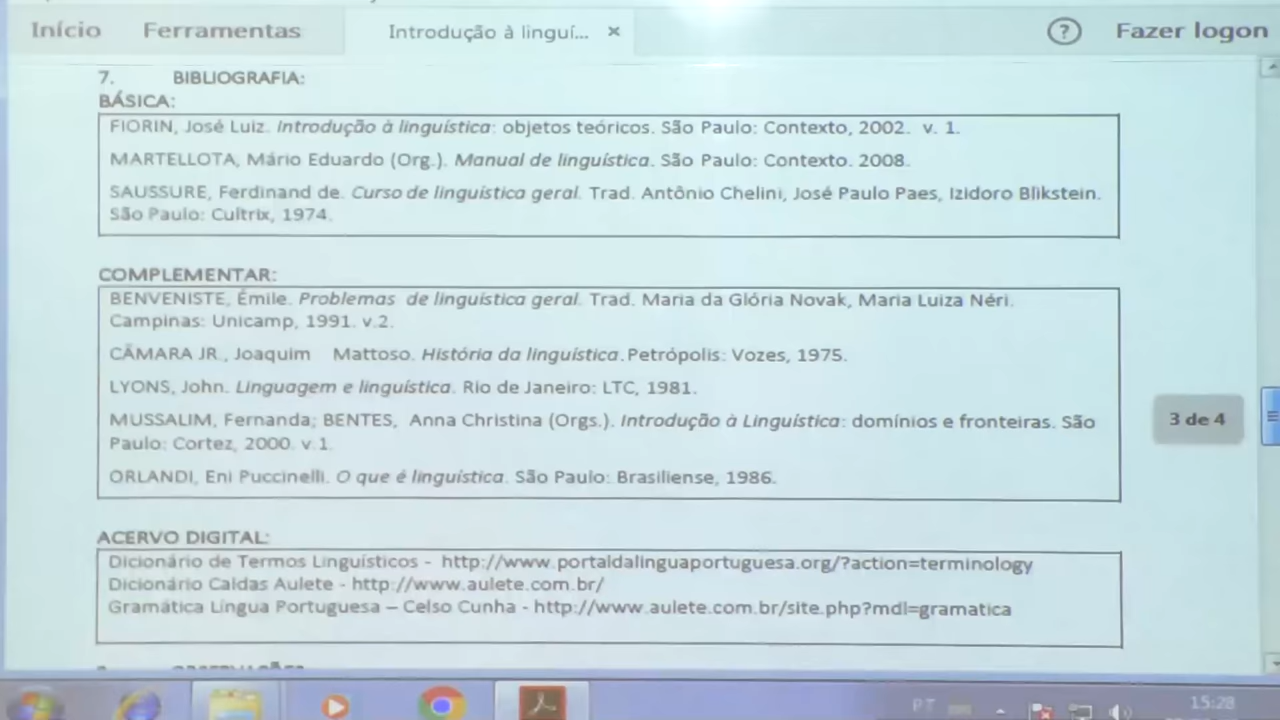 Início Ferramentas Introdução à linguí... × ? Fazer logon
7. BIBLIOGRAFIA:
BÁSICA:
FIORIN, José Luiz. Introdução à linguística: objetos teóricos. São Paulo: Contexto, 2002. v. 1.
MARTELLOTA, Mário Eduardo (Org.). Manual de linguística. São Paulo: Contexto. 2008.
SAUSSURE, Ferdinand de. Curso de linguística geral. Trad. Antônio Chelini, José Paulo Paes, Izidoro Blikstein.
São Paulo: Cultrix, 1974.
COMPLEMENTAR:
BENVENISTE, Émile. Problemas de linguística geral. Trad. Maria da Glória Novak, Maria Luiza Néri.
Campinas: Unicamp, 1991. v.2.
CÂMARA JR., Joaquim Mattoso. História da linguística. Petrópolis: Vozes, 1975.
LYONS, John. Linguagem e linguística. Rio de Janeiro: LTC, 1981.
MUSSALIM, Fernanda; BENTES, Anna Christina (Orgs.). Introdução à Linguística: domínios e fronteiras. São
Paulo: Cortez, 2000. v.1.
3 de 4
ORLANDI, Eni Puccinelli. O que é linguística. São Paulo: Brasiliense, 1986.
ACERVO DIGITAL:
Dicionário de Termos Linguísticos - http://www.portaldalinguaportuguesa.org/?action=terminology
Dicionário Caldas Aulete - http://www.aulete.com.br/
Gramática Língua Portuguesa – Celso Cunha - http://www.aulete.com.br/site.php?mdl=gramatica
PT 15:28